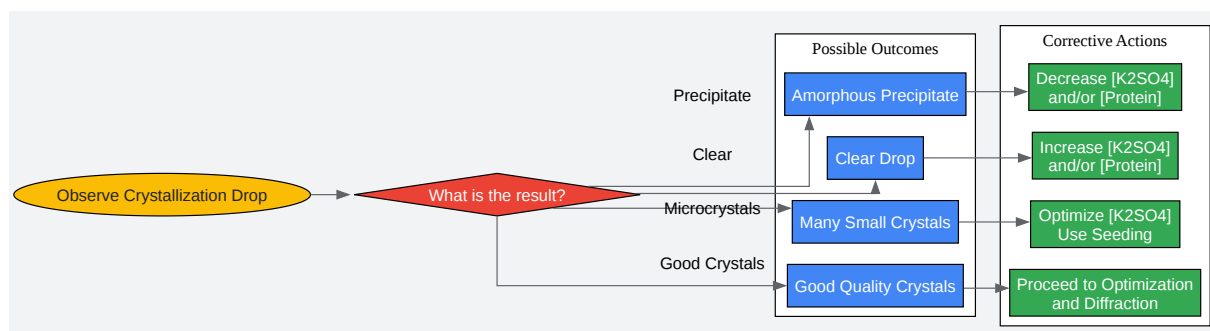 Possible Outcomes
Corrective Actions
Precipitate
Amorphous Precipitate
Decrease [K2SO4]
and/or [Protein]
Clear
Clear Drop
Increase [K2SO4]
and/or [Protein]
Observe Crystallization Drop
What is the result?
Microcrystals
Many Small Crystals
Optimize [K2SO4]
Use Seeding
Good Crystals
Good Quality Crystals
Proceed to Optimization
and Diffraction